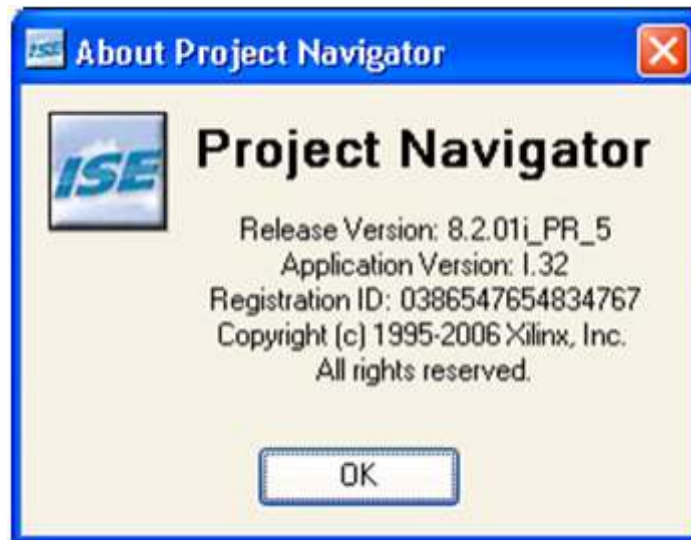 ISE About Project Navigator
ISE Project Navigator
Release Version: 8.2.01i_PR_5
Application Version: I.32
Registration ID: 0386547654834767
Copyright (c) 1995-2006 Xilinx, Inc.
All rights reserved.
OK